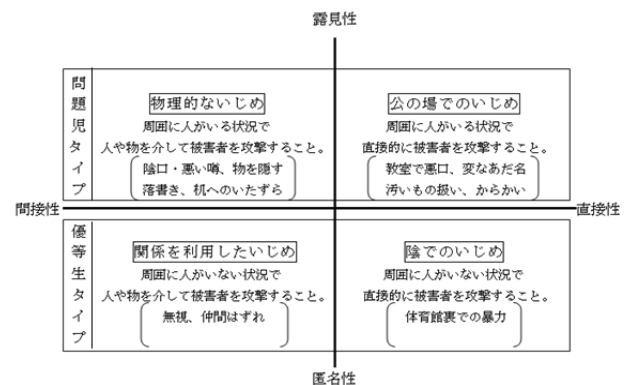 露見性
問題児タイプ
物理的ないじめ
周囲に人がいる状況で
人や物を介して被害者を攻撃すること。
陰口・悪い噂、物を隠す
落書き、机へのいたずら
公の場でのいじめ
周囲に人がいる状況で
直接的に被害者を攻撃すること。
教室で悪口、変なあだ名
汚いもの扱い、からかい
間接性
直接性
優等生タイプ
関係を利用したいじめ
周囲に人がいない状況で
人や物を介して被害者を攻撃すること。
無視、仲間はずれ
陰でのいじめ
周囲に人がいない状況で
直接的に被害者を攻撃すること。
体育館裏での暴力
匿名性